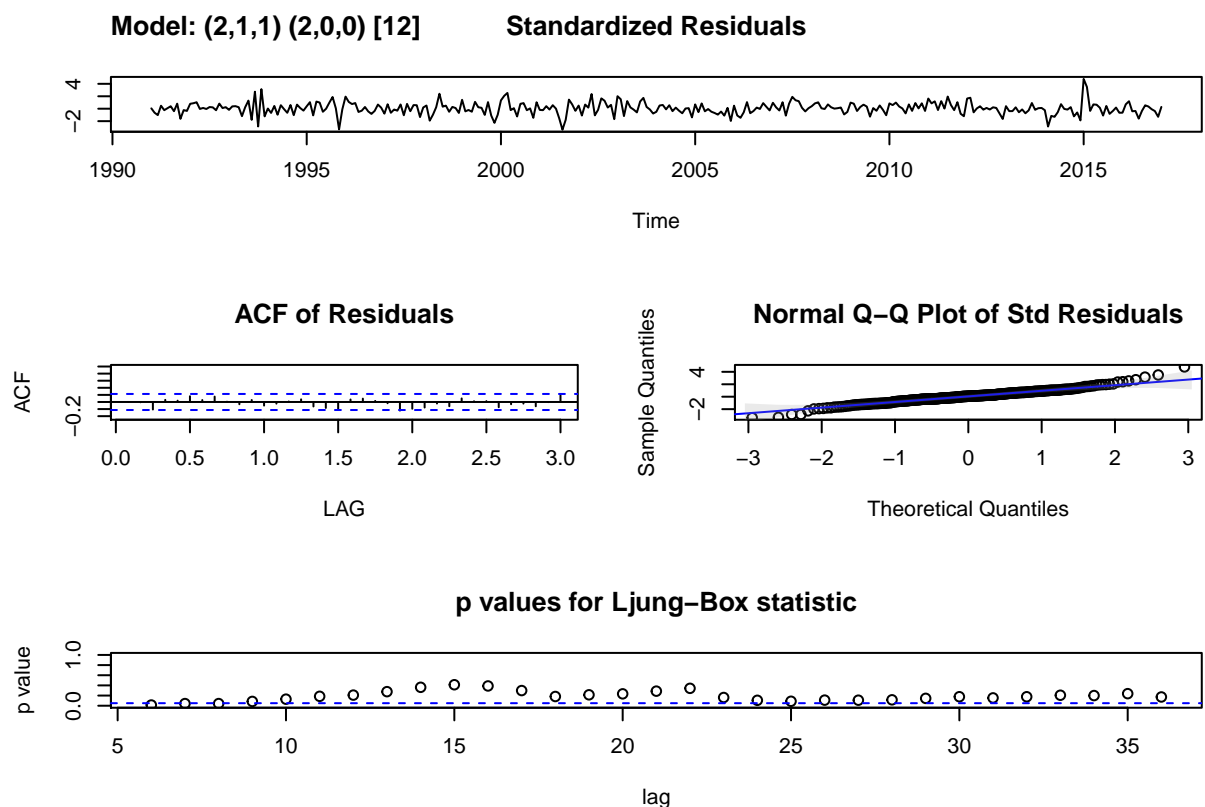 Model: (2,1,1) (2,0,0) [12] Standardized Residuals
4
−2
1990 1995 2000 2005 2010 2015
Time
ACF of Residuals
ACF
−0.2
0.0 0.5 1.0 1.5 2.0 2.5 3.0
LAG
Normal Q−Q Plot of Std Residuals
Sample Quantiles
4
−2
−3 −2 −1 0 1 2 3
Theoretical Quantiles
p values for Ljung−Box statistic
p value
1.0
0.0
5 10 15 20 25 30 35
lag